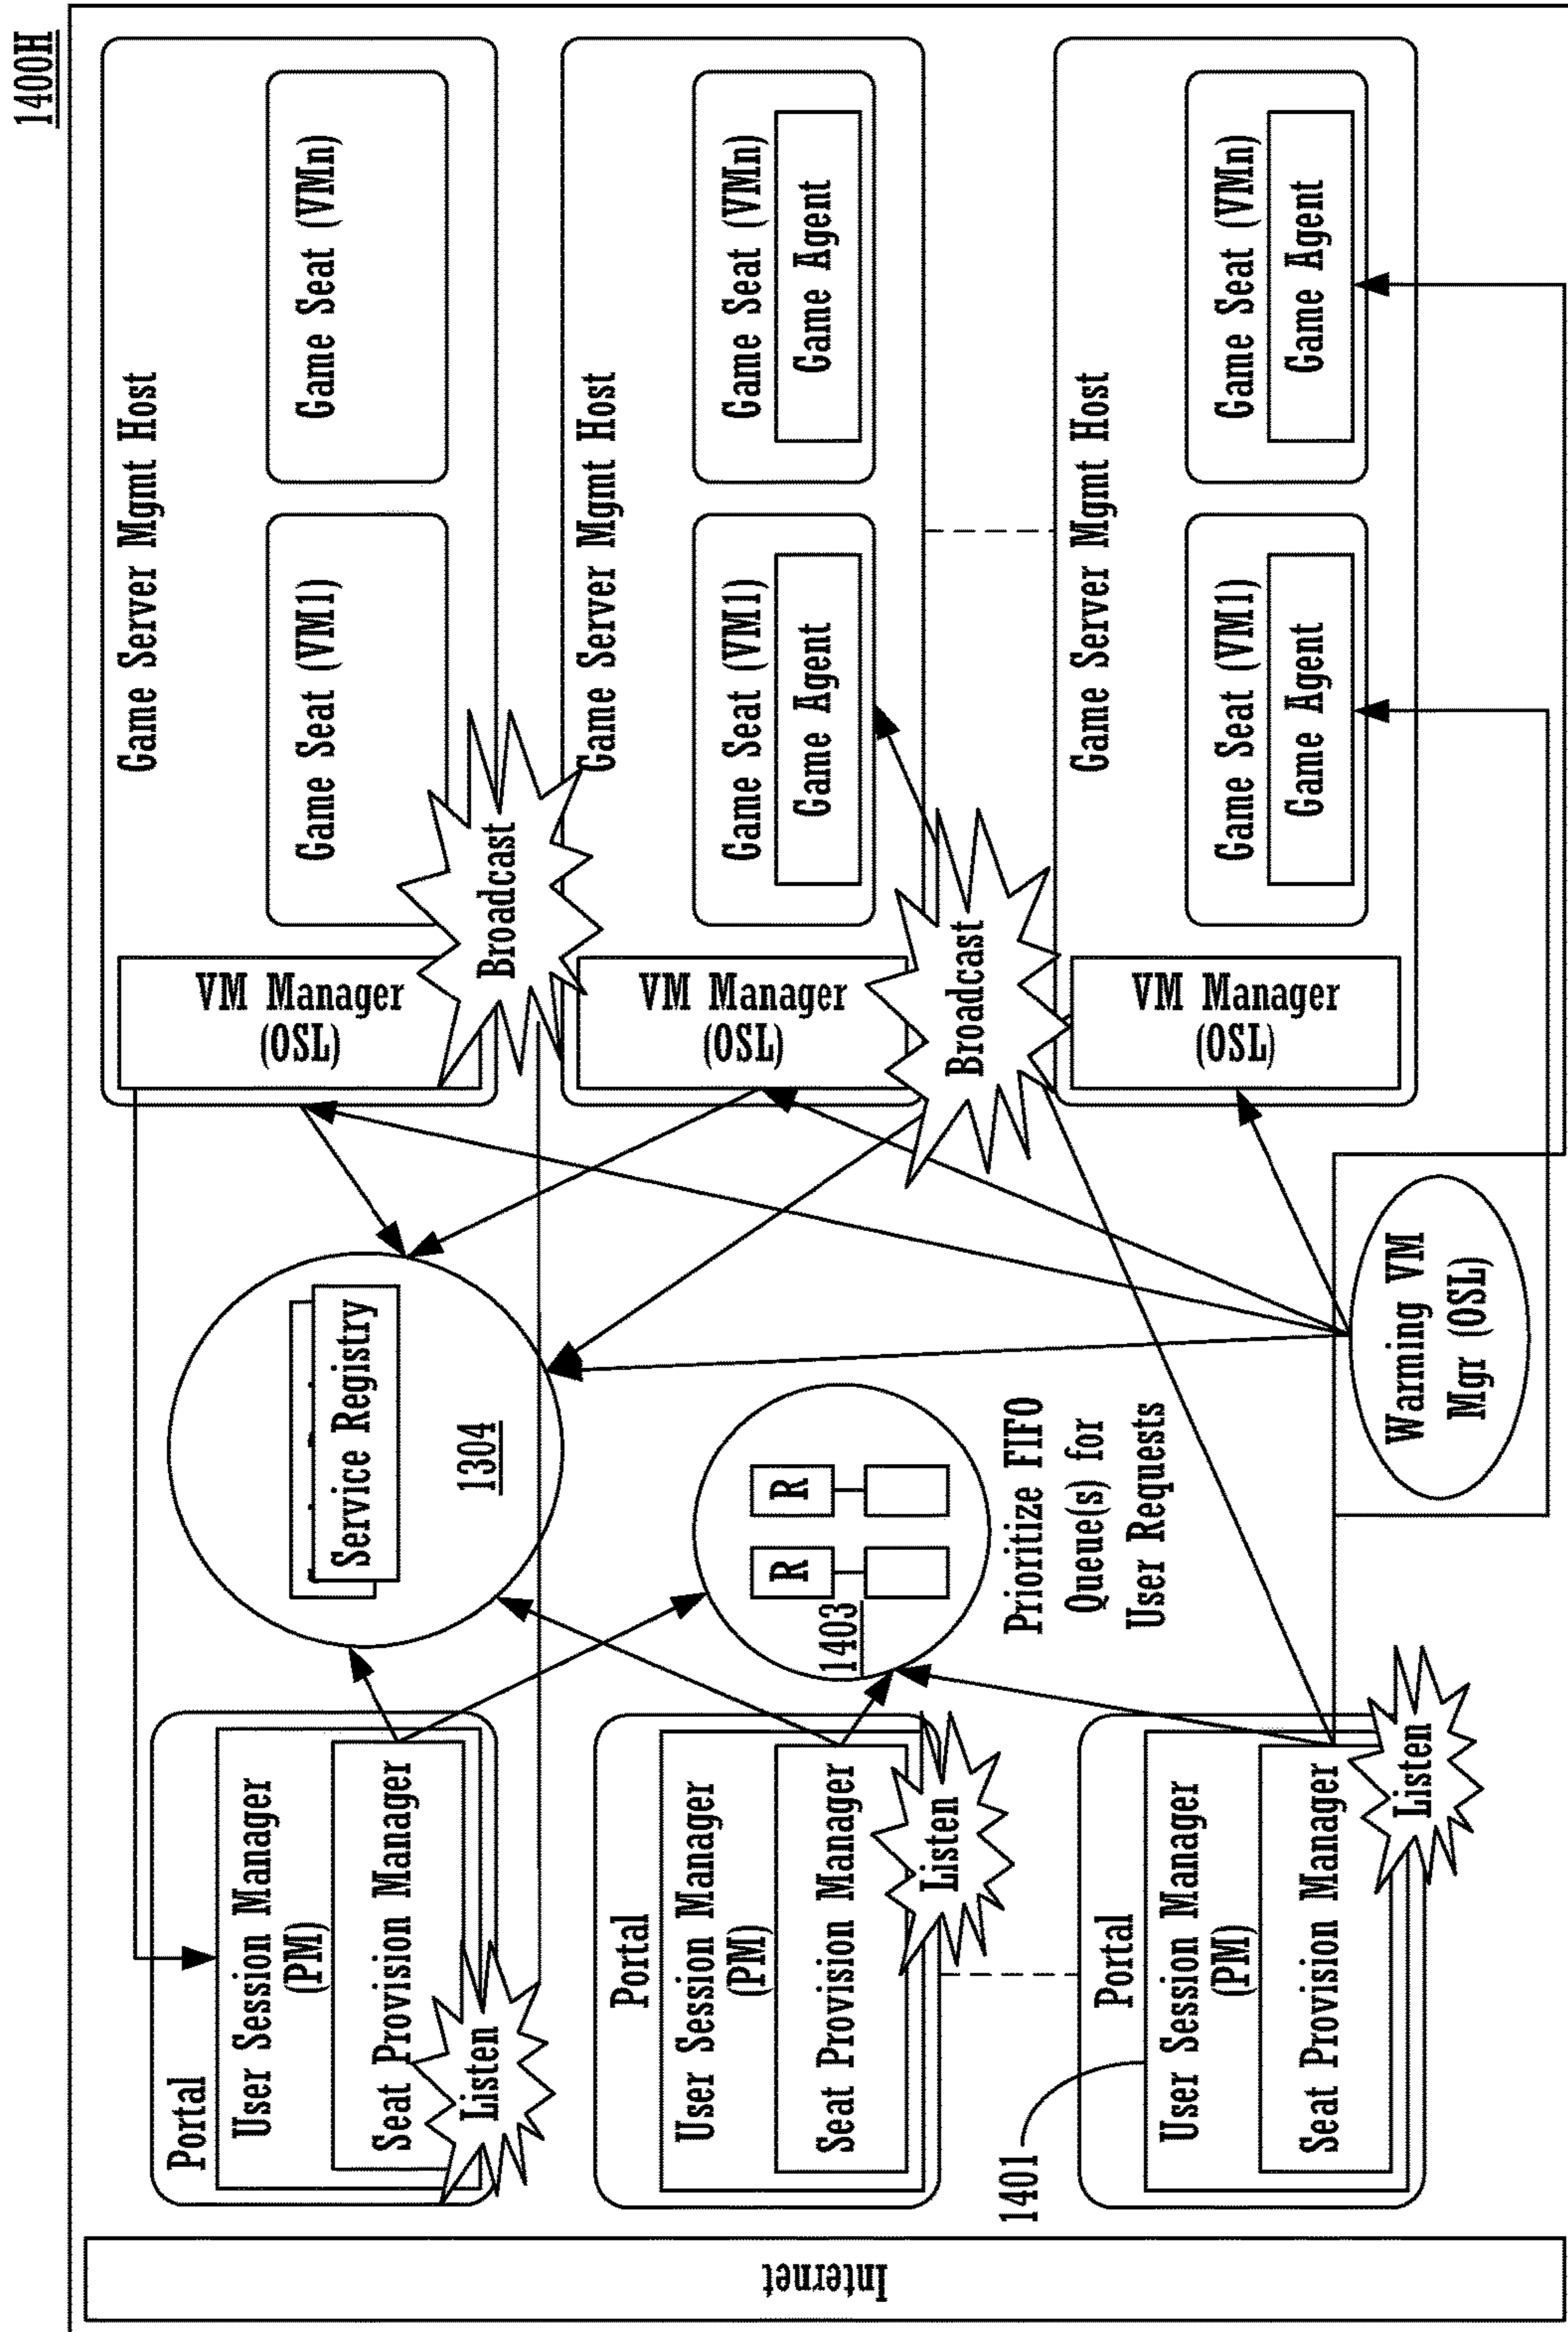 1400H
Internet
Portal
User Session Manager
(PM)
Seat Provision Manager
Listen
Portal
User Session Manager
(PM)
Seat Provision Manager
Listen
1401
Portal
User Session Manager
(PM)
Seat Provision Manager
Listen
Service Registry
1304
1403
R
R
Prioritize FIFO
Queue(s) for
User Requests
Warming VM
Mgr (OSL)
Game Server Mgmt Host
VM Manager
(OSL)
Game Seat (VM1)
Game Seat (VMn)
Broadcast
Game Server Mgmt Host
VM Manager
(OSL)
Game Seat (VM1)
Game Agent
Game Seat (VMn)
Game Agent
Broadcast
Game Server Mgmt Host
VM Manager
(OSL)
Game Seat (VM1)
Game Agent
Game Seat (VMn)
Game Agent